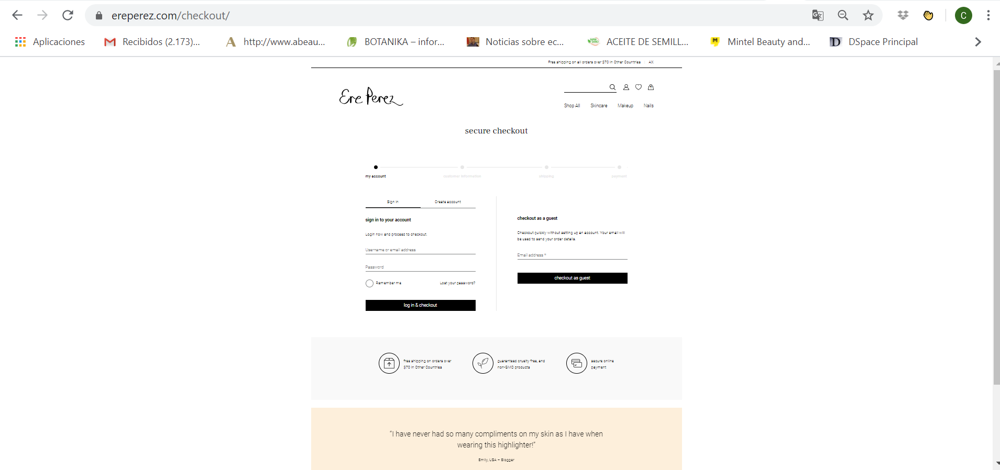 ereperez.com/checkout/
C
Aplicaciones
Recibidos (2.173)...
http://www.abeau...
BOTANIKA – infor...
Noticias sobre ec...
ACEITE DE SEMILL...
Mintel Beauty and...
DSpace Principal
Free shipping on all orders over $70 in Other Countries
AX
Ere Perez
Shop All
Skincare
Makeup
Nails
secure checkout
my account
customer information
shipping
payment
Sign in
Create account
sign in to your account
Login now and proceed to checkout.
Username or email address
Password
Remember me
Lost your password?
log in & checkout
checkout as a guest
Checkout quickly without setting up an account. Your email will
be used to send your order details.
Email address *
checkout as guest
free shipping on orders over
$70 in Other Countries
guaranteed cruelty free, and
non-GMO products
secure online
payment
“I have never had so many compliments on my skin as I have when
wearing this highlighter!”
Emily, USA – Blogger